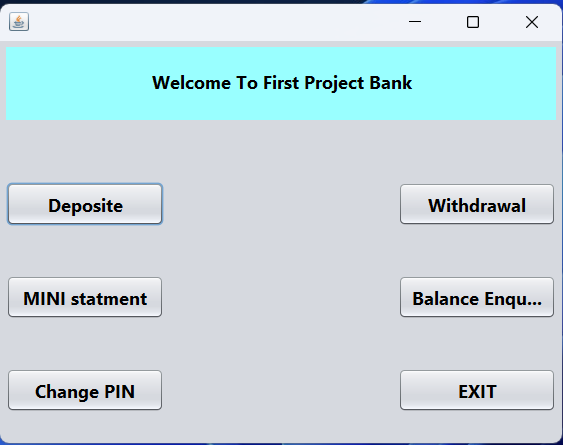 Welcome To First Project Bank
Deposite
Withdrawal
MINI statment
Balance Enqu...
Change PIN
EXIT